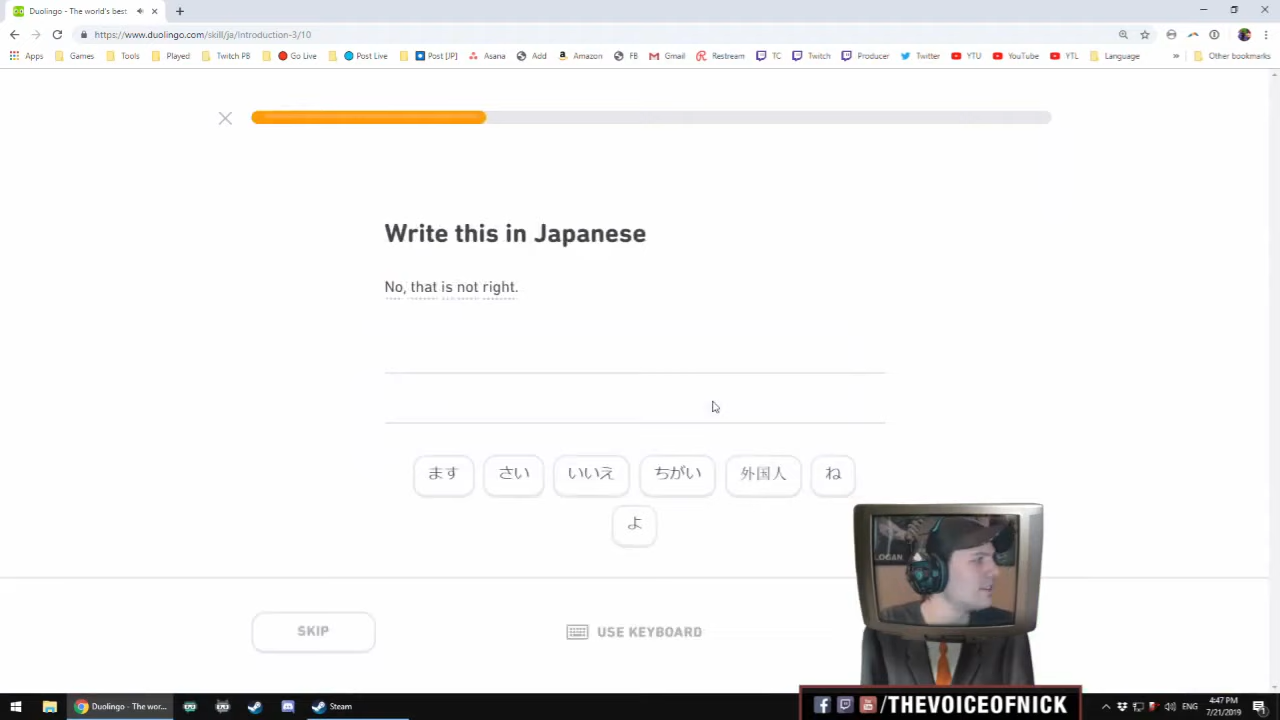 Duolingo - The world's best
https://www.duolingo.com/skill/ja/Introduction-3/10
Apps Games Tools Played Twitch PB Go Live Post Live Post [JP] Asana Add Amazon FB Gmail Restream TC Twitch Producer Twitter YTU YouTube YTL Language » Other bookmarks
Write this in Japanese
No, that is not right.
ます さい いいえ ちがい 外国人 ね
よ
LOGAN
SKIP USE KEYBOARD
/THEVOICEOFNICK
Duolingo - The wor... Steam ENG 4:47 PM
7/21/2019